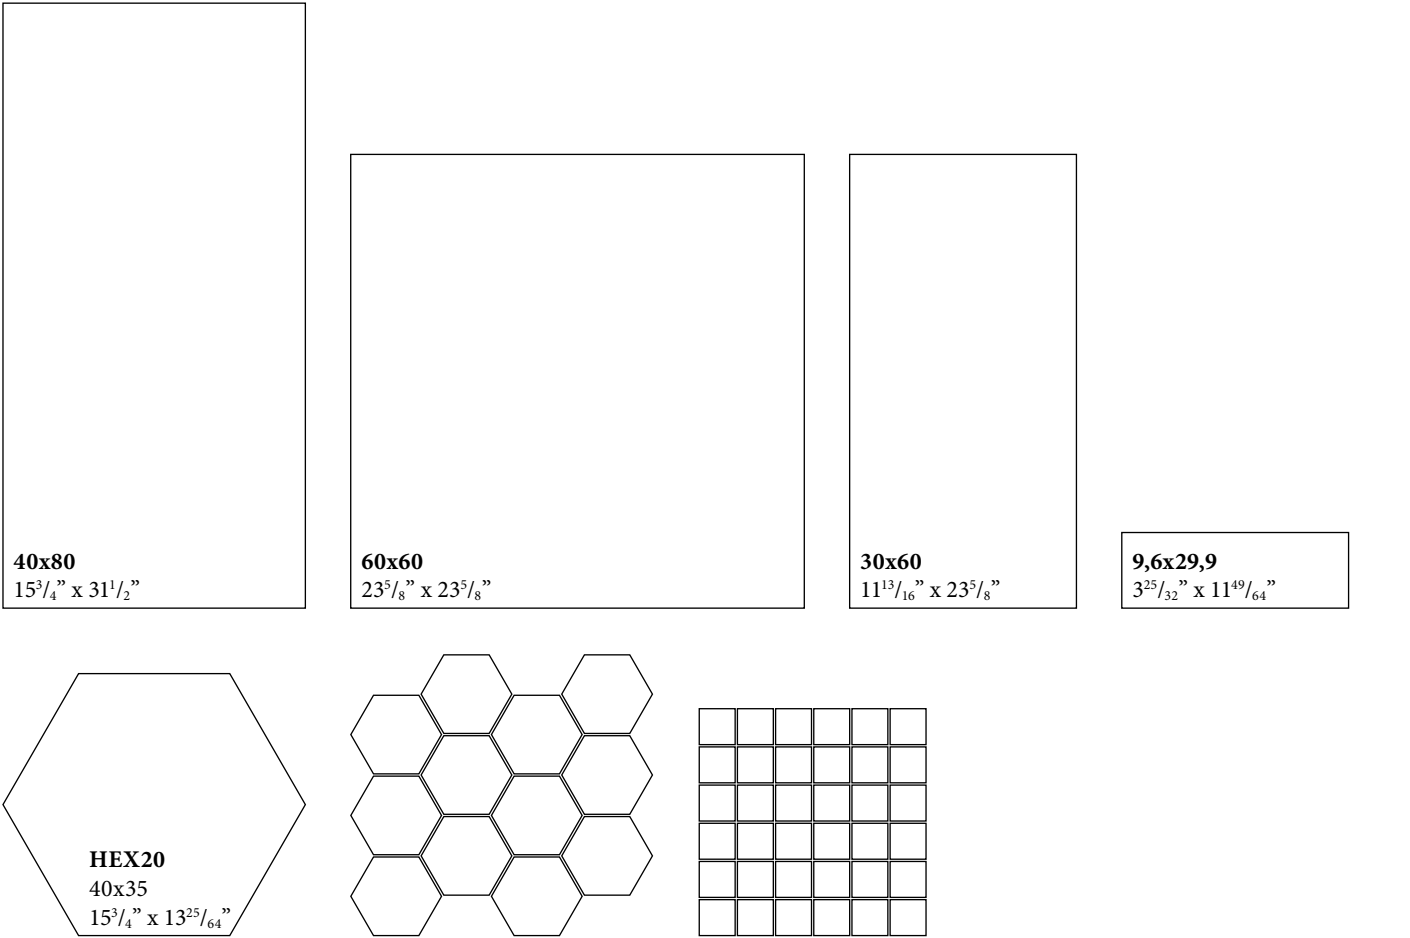 40x80
15³/₄” x 31¹/₂”
60x60
23⁵/₈” x 23⁵/₈”
30x60
11¹³/₁₆” x 23⁵/₈”
9,6x29,9
3²⁵/₃₂” x 11⁴⁹/₆₄”
HEX20
40x35
15³/₄” x 13²⁵/₆₄”